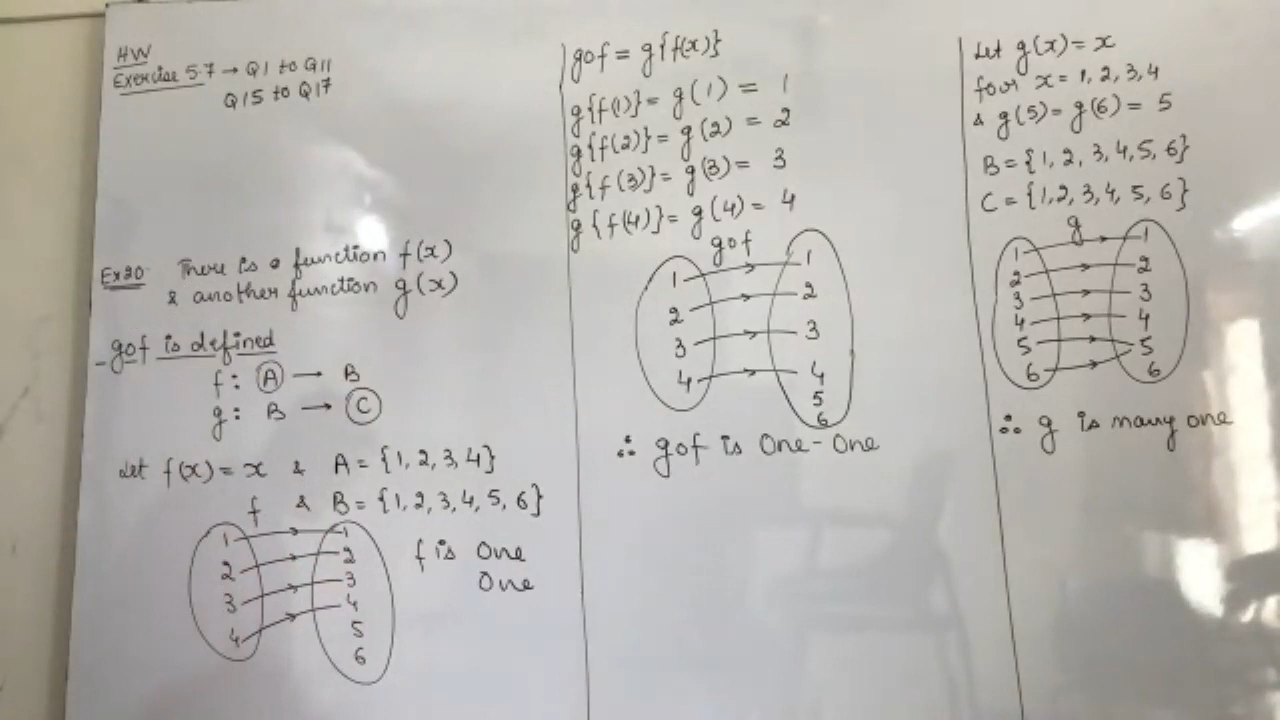 HW
Exercise 5.7 → Q1 to Q11
Q15 to Q17
Ex 20 There is a function f(x)
& another function g(x)
- gof is defined
f: A → B
g: B → C
Let f(x) = x & A = {1, 2, 3, 4}
f & B = {1, 2, 3, 4, 5, 6}
1 1
2 2
3 3
4 4
5
6
f is One
One
gof = g{f(x)}
g{f(1)} = g(1) = 1
g{f(2)} = g(2) = 2
g{f(3)} = g(3) = 3
g{f(4)} = g(4) = 4
gof
1 1
2 2
3 3
4 4
5
6
∴ gof is One-One
Let g(x) = x
for x = 1, 2, 3, 4
& g(5) = g(6) = 5
B = {1, 2, 3, 4, 5, 6}
C = {1, 2, 3, 4, 5, 6}
g
1 1
2 2
3 3
4 4
5 5
6 6
∴ g is many one